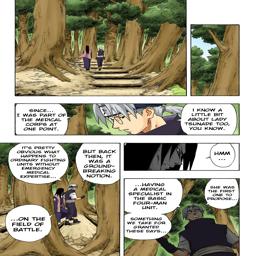 SINCE...
I WAS PART OF
THE MEDICAL
CORPS AT
ONE POINT.
I KNOW A
LITTLE BIT
ABOUT LADY
TSUNADE TOO,
YOU KNOW.
IT'S PRETTY
OBVIOUS WHAT
HAPPENS TO
ORDINARY FIGHTING
UNITS WITHOUT
EMERGENCY
MEDICAL
EXPERTISE...
BUT BACK
THEN, IT
WAS A
GROUND-
BREAKING
NOTION.
...ON THE
FIELD OF
BATTLE.
HMM...
SHE WAS
THE FIRST
ONE TO
PROPOSE...
...HAVING
A MEDICAL
SPECIALIST IN
THE BASIC
FOUR-MAN
UNIT.
SOMETHING
WE TAKE FOR
GRANTED
THESE DAYS...